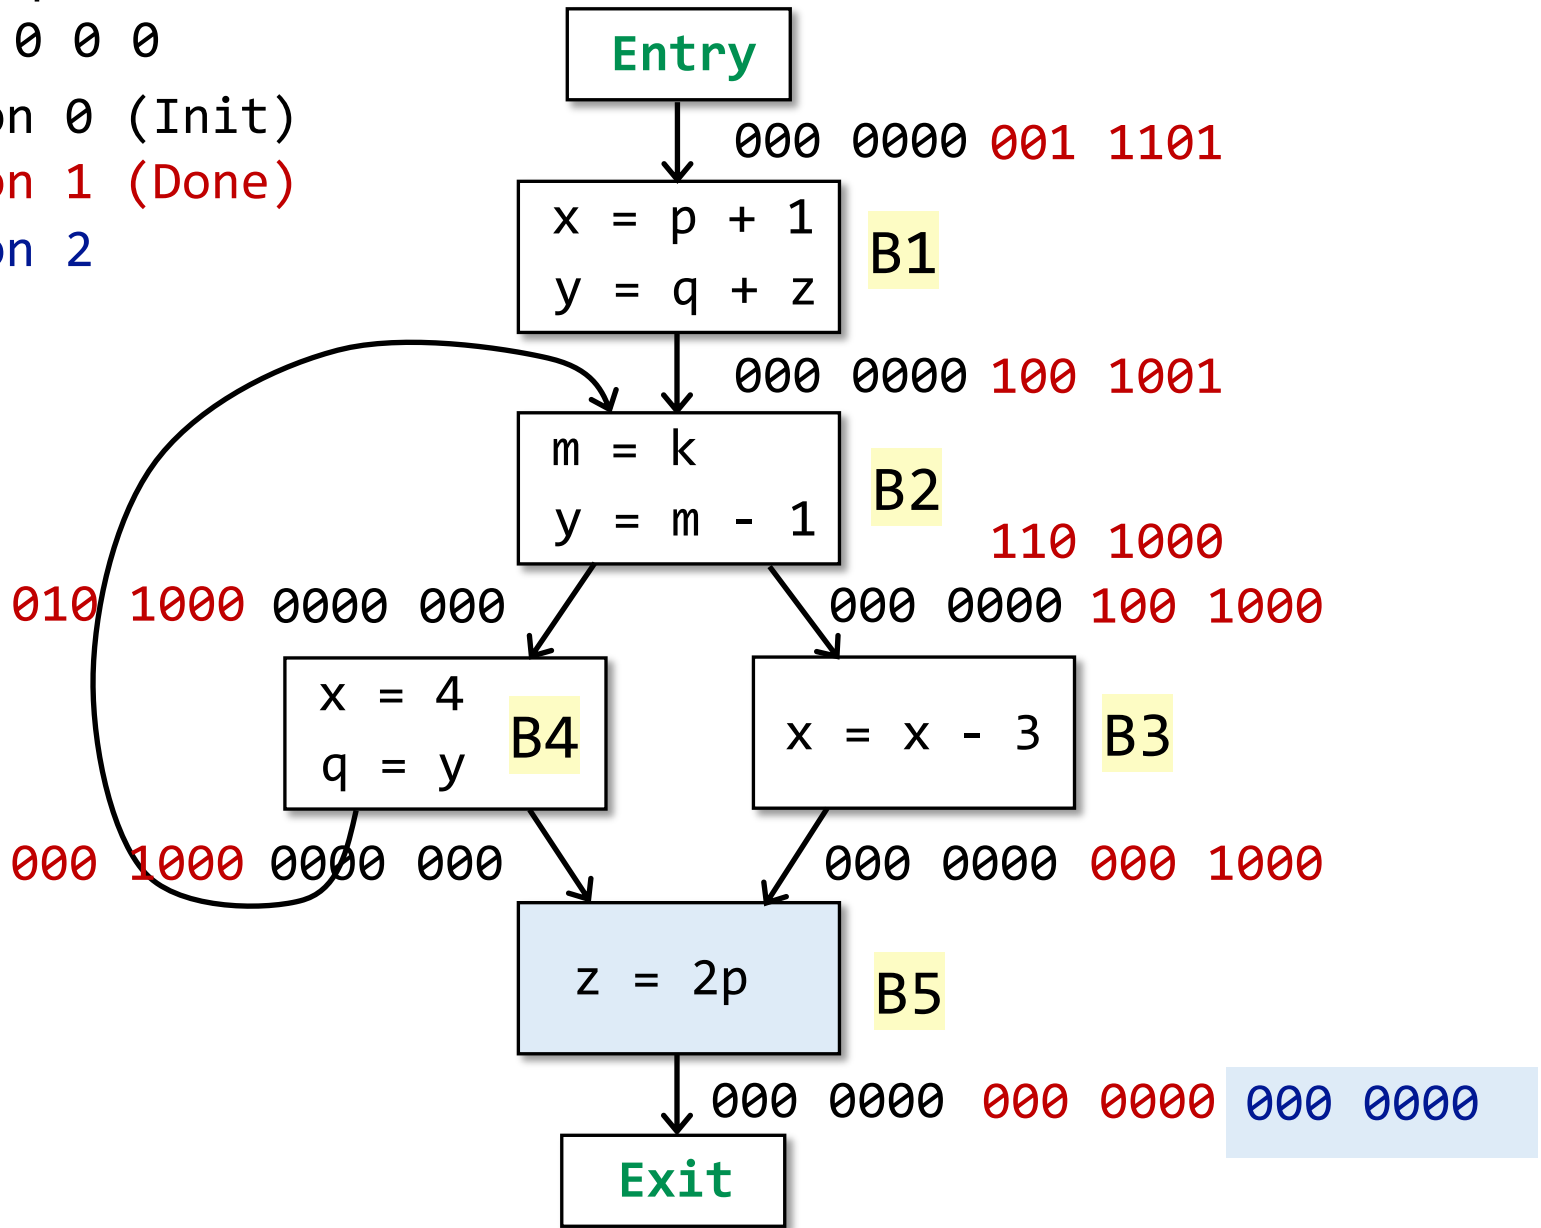 0 0 0
on 0 (Init)
on 1 (Done)
on 2
Entry
000 0000 001 1101
x = p + 1
y = q + z
B1
000 0000 100 1001
m = k
y = m - 1
B2
110 1000
010 1000 0000 000
000 0000 100 1000
x = 4
q = y
B4
x = x - 3
B3
000 1000 0000 000
000 0000 000 1000
z = 2p
B5
000 0000 000 0000 000 0000
Exit